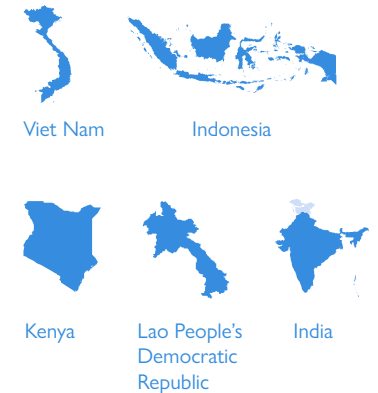 Viet Nam
Indonesia
Kenya
Lao People's
Democratic
Republic
India